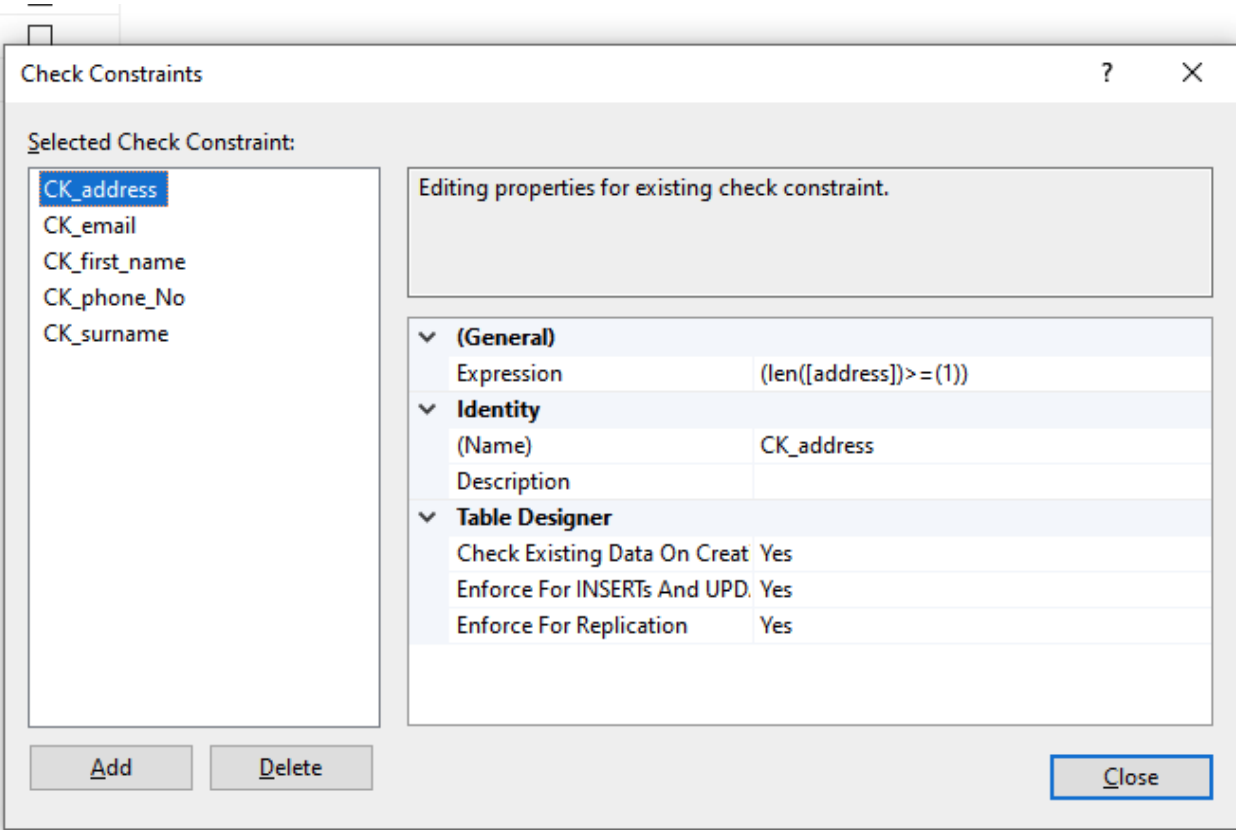 Check Constraints ? ✕
Selected Check Constraint:
CK_address
CK_email
CK_first_name
CK_phone_No
CK_surname
Editing properties for existing check constraint.
(General)
Expression (len([address])>=(1))
Identity
(Name) CK_address
Description
Table Designer
Check Existing Data On Creat Yes
Enforce For INSERTs And UPD. Yes
Enforce For Replication Yes
Add Delete
Close